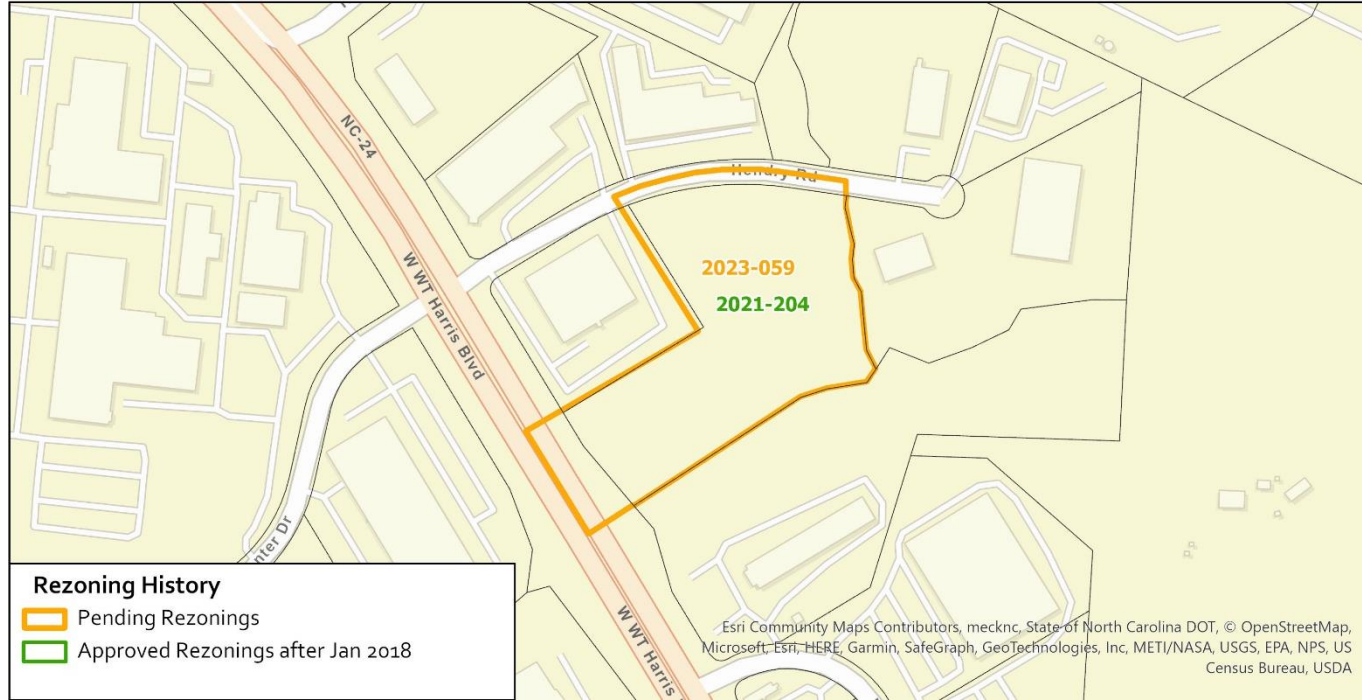 NC-24
Hendry Rd
2023-059
2021-204
W WT Harris Blvd
nter Dr
W WT Harris B
Rezoning History
Pending Rezonings
Approved Rezonings after Jan 2018
Esri Community Maps Contributors, mecknc, State of North Carolina DOT, © OpenStreetMap,
Microsoft, Esri, HERE, Garmin, SafeGraph, GeoTechnologies, Inc, METI/NASA, USGS, EPA, NPS, US
Census Bureau, USDA